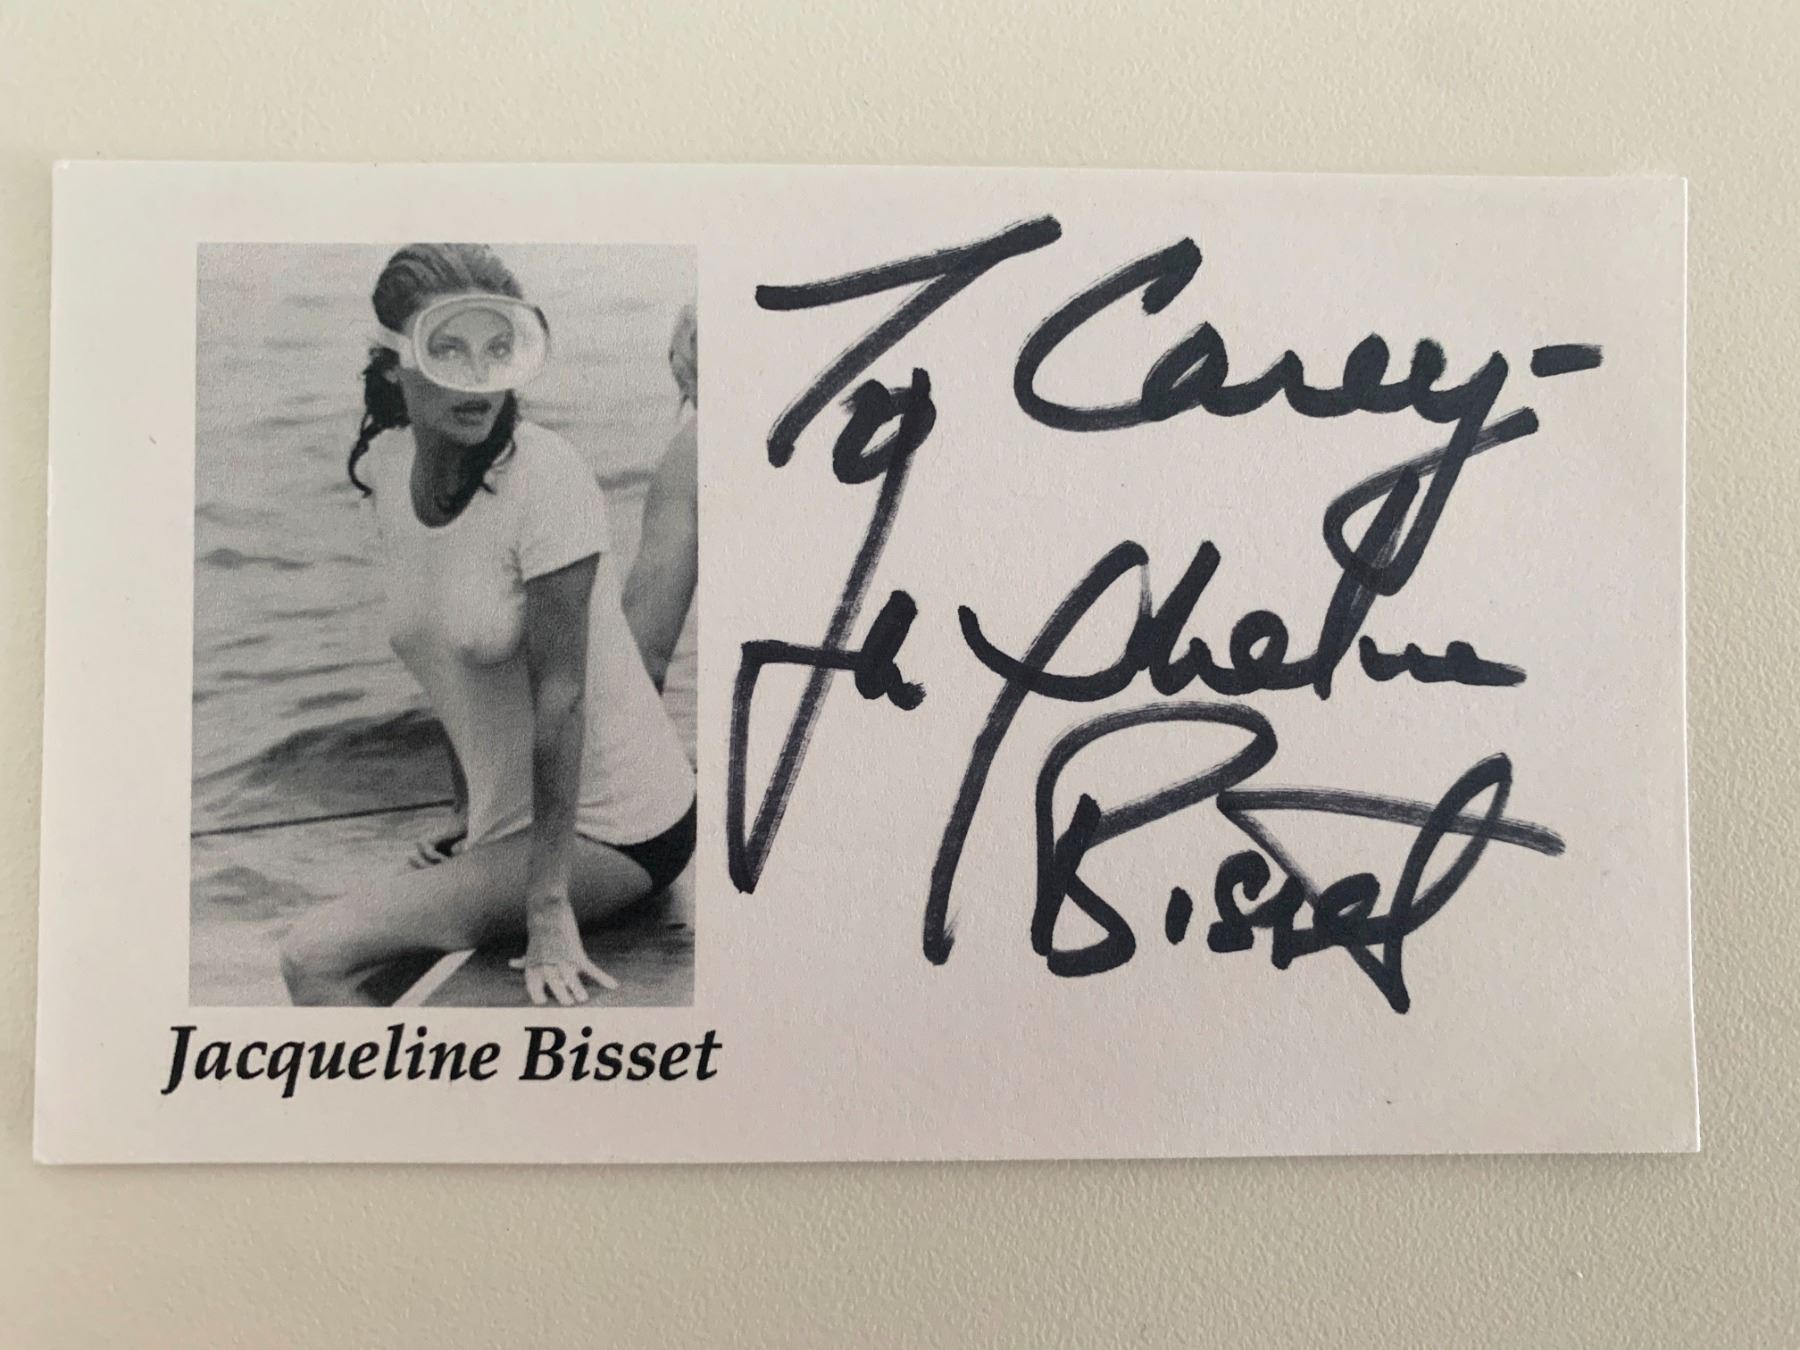 To Carey-
Jacqueline
Bisset
Jacqueline Bisset